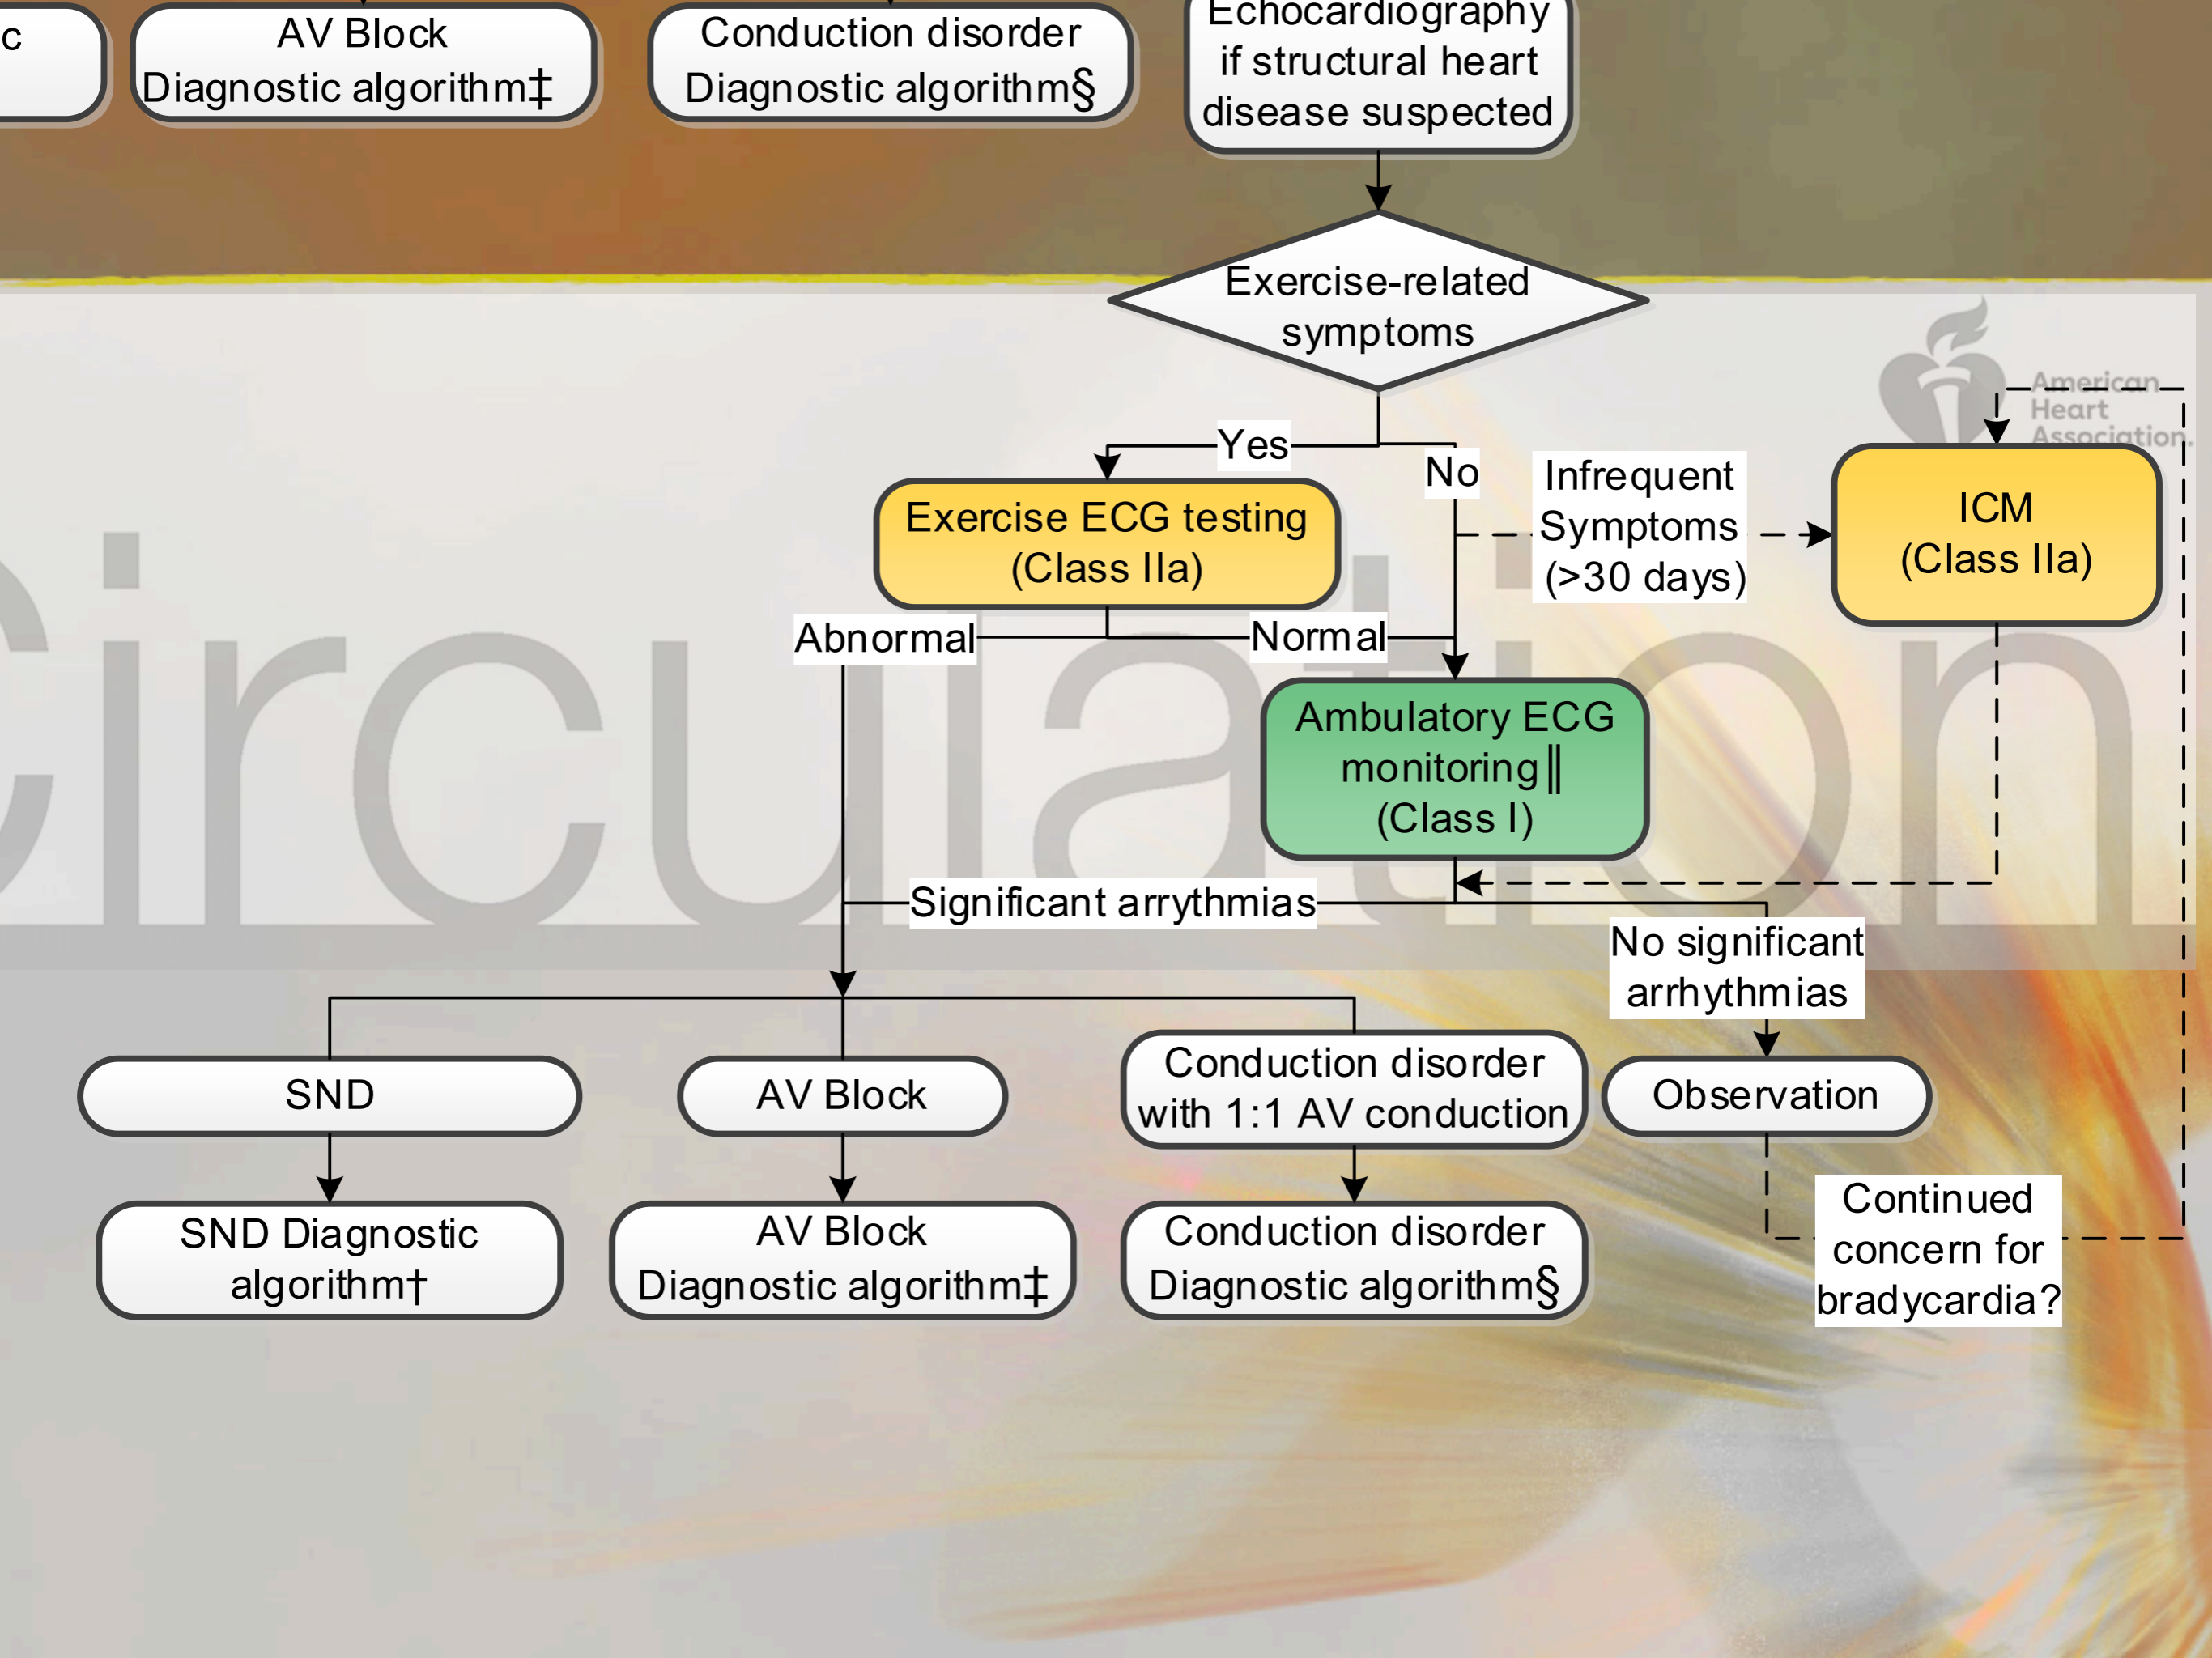 c
AV Block
Diagnostic algorithm‡
Conduction disorder
Diagnostic algorithm§
Echocardiography
if structural heart
disease suspected
Exercise-related
symptoms
American
Heart
Association.
Yes
No
Infrequent
Symptoms
(>30 days)
ICM
(Class IIa)
Exercise ECG testing
(Class IIa)
Abnormal
Normal
Circulation
Ambulatory ECG
monitoring‖
(Class I)
Significant arrythmias
No significant
arrhythmias
SND
AV Block
Conduction disorder
with 1:1 AV conduction
Observation
SND Diagnostic
algorithm†
AV Block
Diagnostic algorithm‡
Conduction disorder
Diagnostic algorithm§
Continued
concern for
bradycardia?